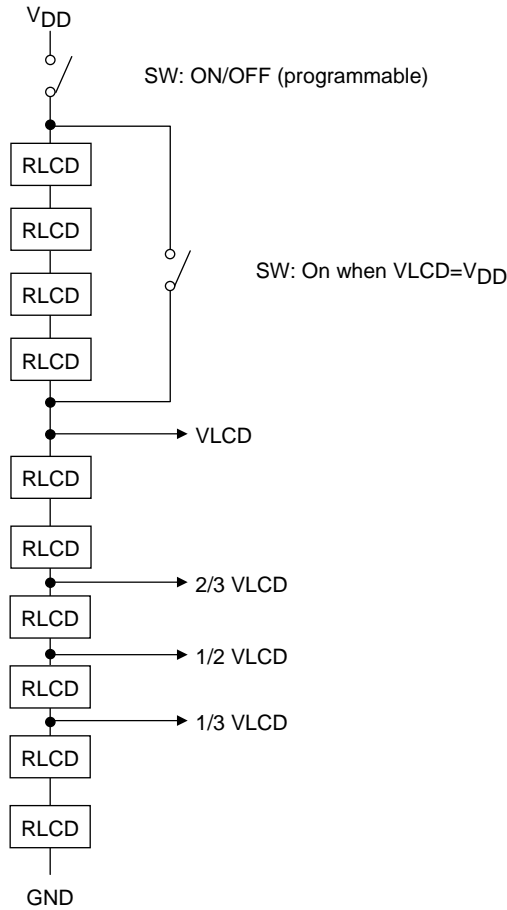 VDD
SW: ON/OFF (programmable)
RLCD
RLCD
RLCD
SW: On when VLCD=VDD
RLCD
VLCD
RLCD
RLCD
2/3 VLCD
RLCD
1/2 VLCD
RLCD
1/3 VLCD
RLCD
RLCD
GND